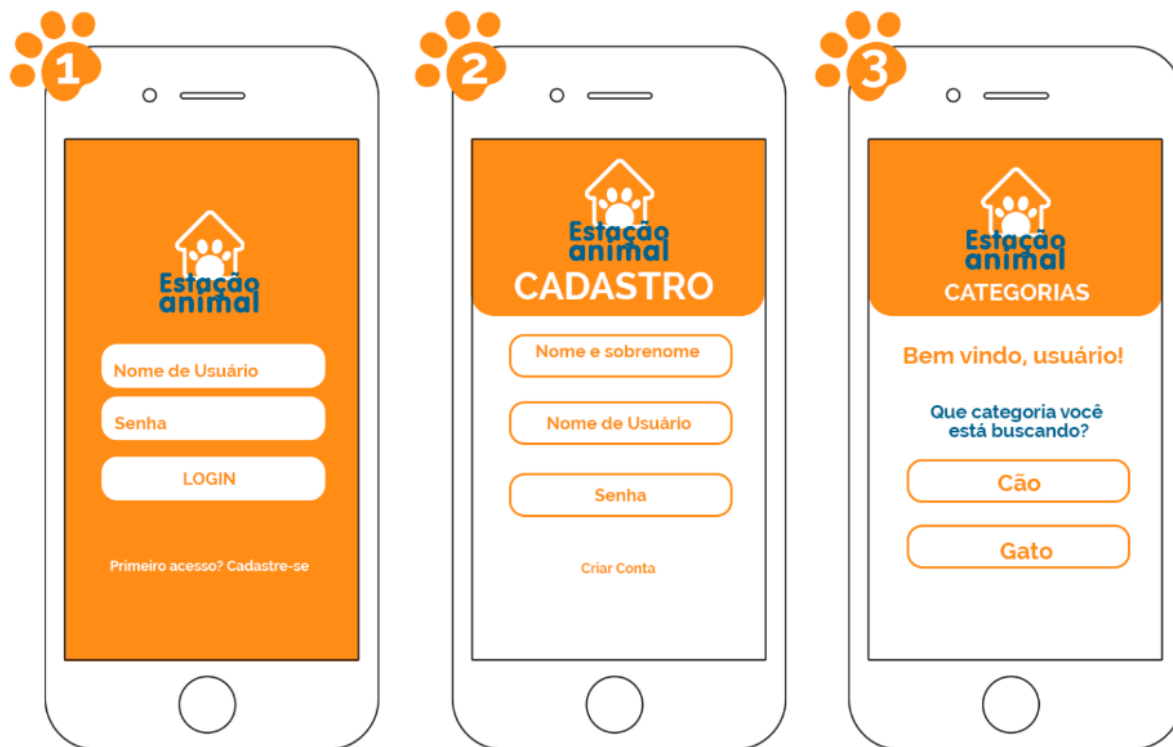 1
Estação
animal
Nome de Usuário
Senha
LOGIN
Primeiro acesso? Cadastre-se
2
Estação
animal
CADASTRO
Nome e sobrenome
Nome de Usuário
Senha
Criar Conta
3
Estação
animal
CATEGORIAS
Bem vindo, usuário!
Que categoria você
está buscando?
Cão
Gato